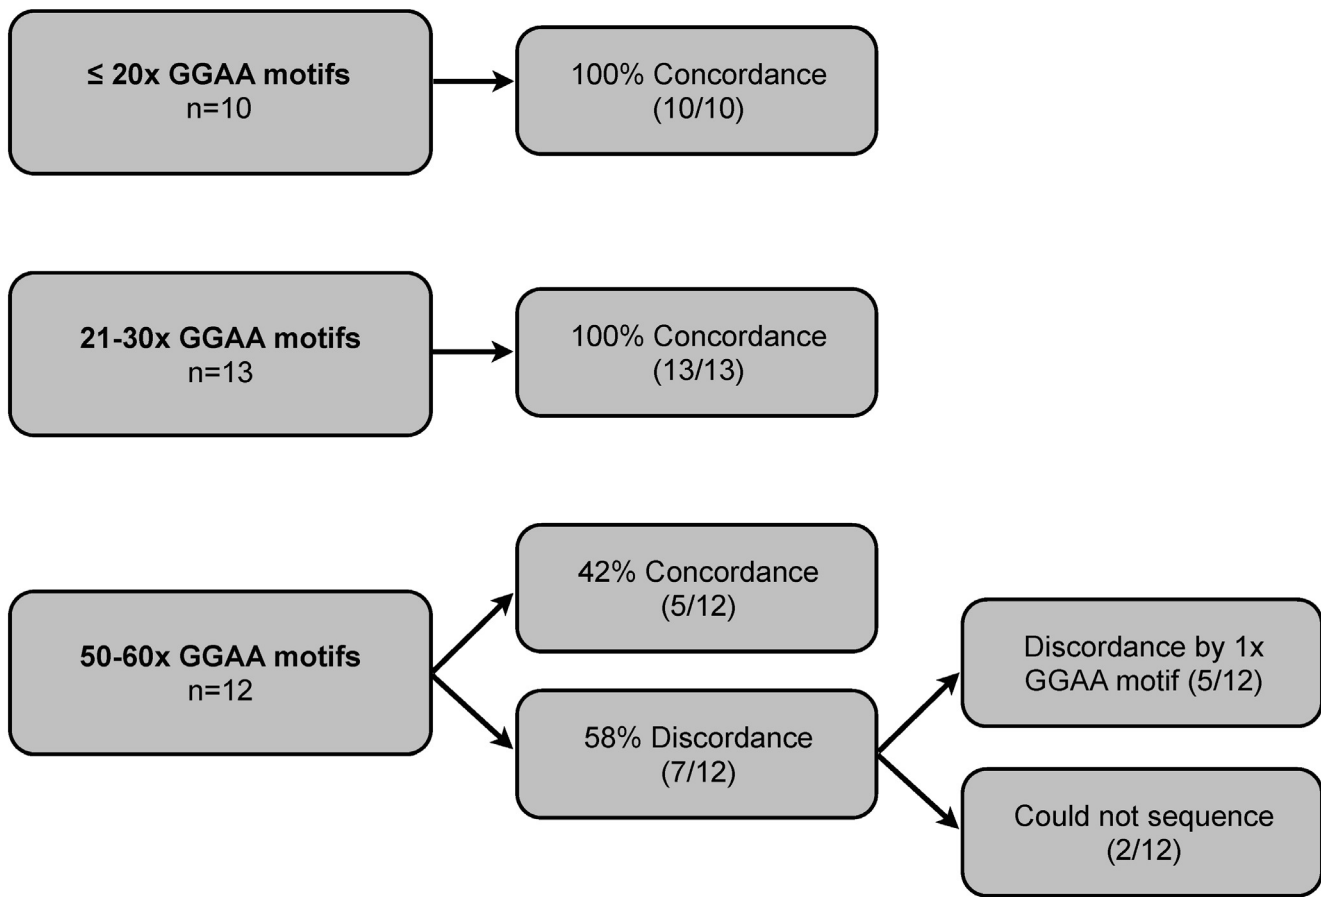 ≤ 20x GGAA motifs
n=10
100% Concordance
(10/10)
21-30x GGAA motifs
n=13
100% Concordance
(13/13)
50-60x GGAA motifs
n=12
42% Concordance
(5/12)
58% Discordance
(7/12)
Discordance by 1x
GGAA motif (5/12)
Could not sequence
(2/12)